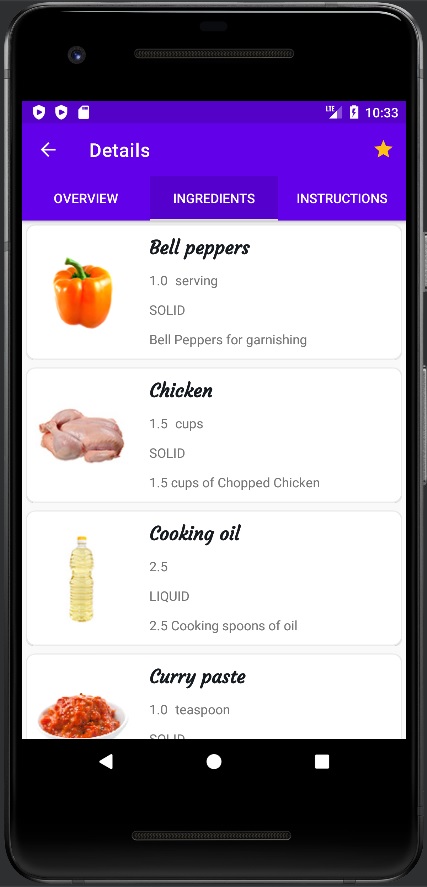 LTE 10:33
Details
OVERVIEW INGREDIENTS INSTRUCTIONS
Bell peppers
1.0 serving
SOLID
Bell Peppers for garnishing
Chicken
1.5 cups
SOLID
1.5 cups of Chopped Chicken
Cooking oil
2.5
LIQUID
2.5 Cooking spoons of oil
Curry paste
1.0 teaspoon
SOLID